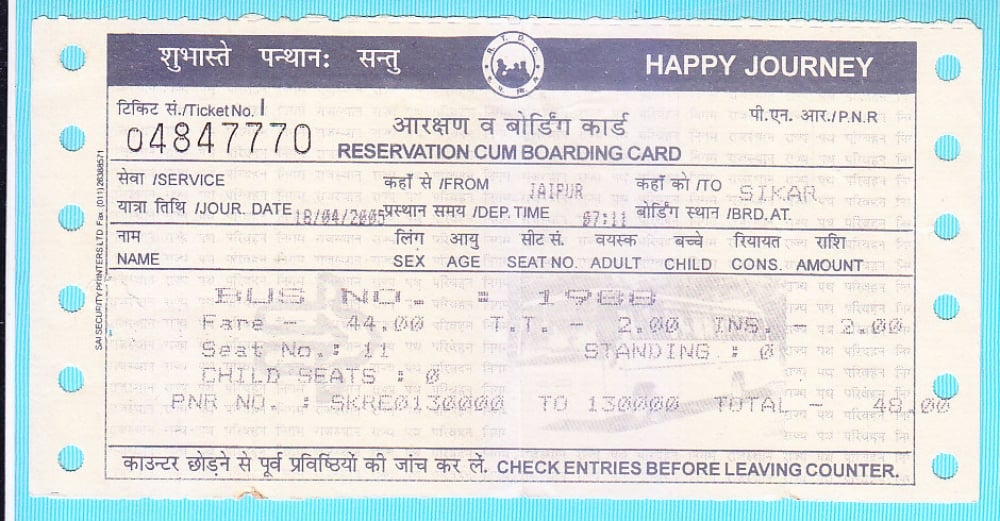 शुभास्ते पन्थान: सन्तु HAPPY JOURNEY
टिकिट सं./Ticket No.
04847770
आरक्षण व बोर्डिंग कार्ड
RESERVATION CUM BOARDING CARD
पी.एन. आर./P.N.R
सेवा /SERVICE कहाँ से /FROM JAIPUR कहाँ को /TO SIKAR
यात्रा तिथि /JOUR. DATE 18/04/2005 प्रस्थान समय /DEP. TIME 07:11 बोर्डिंग स्थान /BRD.AT.
नाम लिंग आयु सीट सं. वयस्क बच्चे रियायत राशि
NAME SEX AGE SEAT NO. ADULT CHILD CONS. AMOUNT
BUS NO. : 1988
Fare - 44.00 T.T. - 2.00 INS. - 2.00
Seat No.: 11 STANDING : 0
CHILD SEATS : 0
PNR NO. : SKRE0130000 TO 130000 TOTAL - 48.00
काउन्टर छोड़ने से पूर्व प्रविष्ठियों की जांच कर लें. CHECK ENTRIES BEFORE LEAVING COUNTER.
SAI SECURITY PRINTERS LTD Fax. (011) 26388571